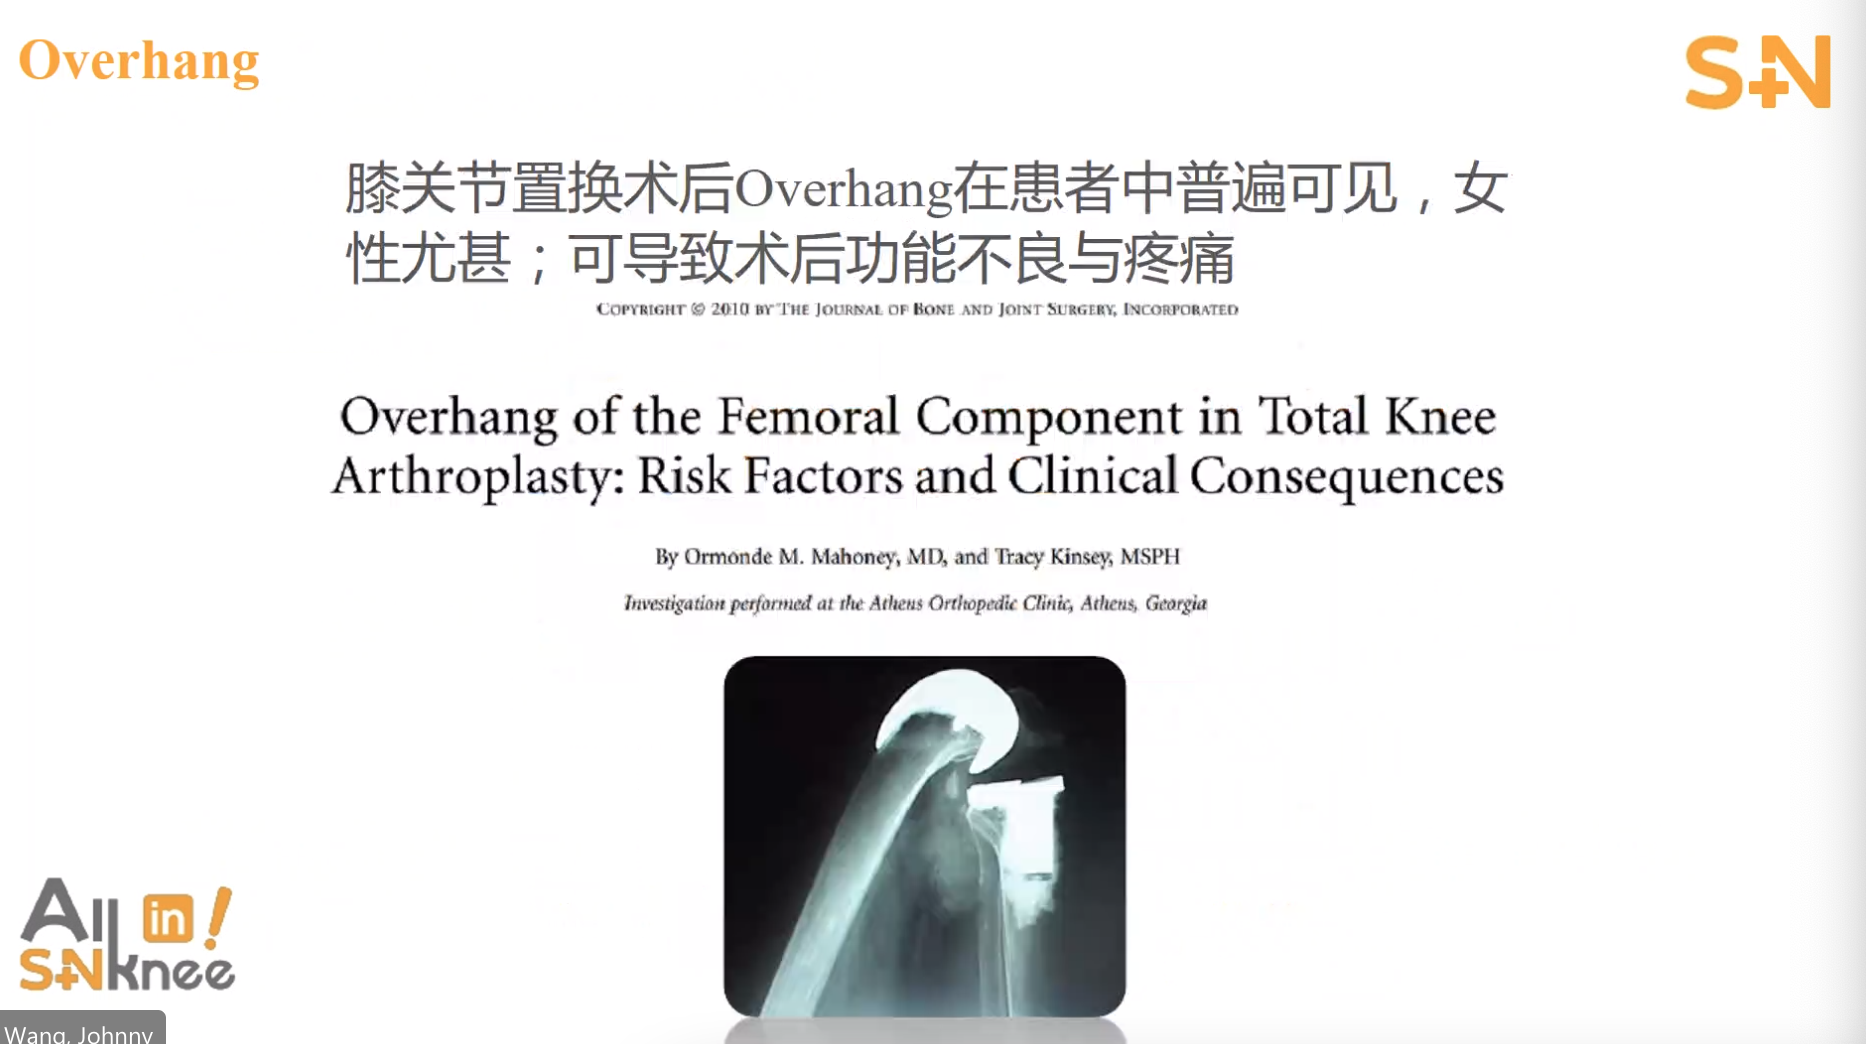 Overhang
S+N
膝关节置换术后Overhang在患者中普遍可见，女
性尤甚；可导致术后功能不良与疼痛
COPYRIGHT © 2010 BY THE JOURNAL OF BONE AND JOINT SURGERY, INCORPORATED
Overhang of the Femoral Component in Total Knee
Arthroplasty: Risk Factors and Clinical Consequences
By Ormonde M. Mahoney, MD, and Tracy Kinsey, MSPH
Investigation performed at the Athens Orthopedic Clinic, Athens, Georgia
All in!
S+N knee
Wang, Johnny